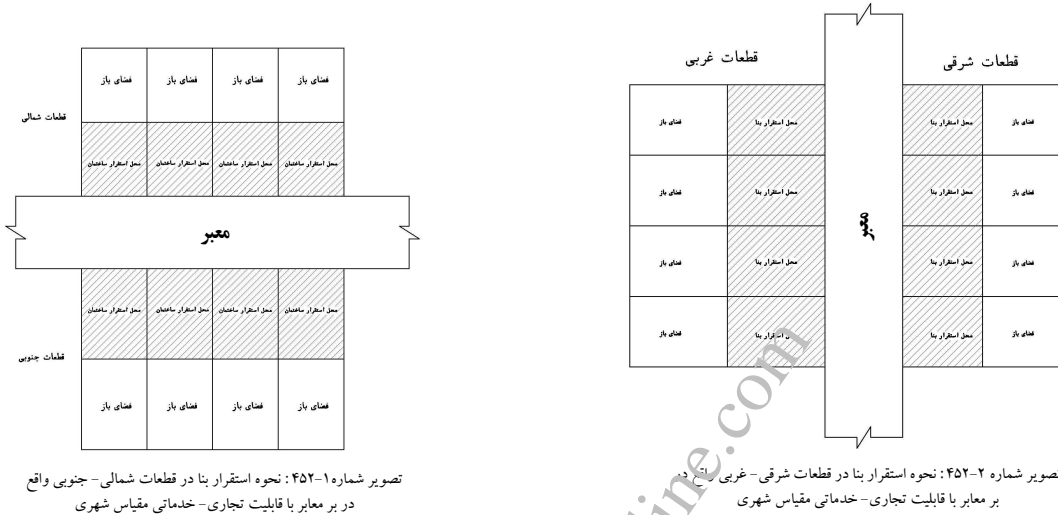 قطعات غربی
قطعات شرقی
فضای باز فضای باز فضای باز فضای باز
قطعات شمالی
محل استقرار ساختمان محل استقرار ساختمان محل استقرار ساختمان محل استقرار ساختمان
معبر
محل استقرار ساختمان محل استقرار ساختمان محل استقرار ساختمان محل استقرار ساختمان
قطعات جنوبی
فضای باز فضای باز فضای باز فضای باز
تصویر شماره ۱-۴۵۲: نحوه استقرار بنا در قطعات شمالی- جنوبی واقع
در بر معابر با قابلیت تجاری- خدماتی مقیاس شهری
فضای باز محل استقرار بنا محل استقرار بنا فضای باز
فضای باز محل استقرار بنا محل استقرار بنا فضای باز
معبر
فضای باز محل استقرار بنا محل استقرار بنا فضای باز
فضای باز استقرار بنا محل استقرار بنا فضای باز
تصویر شماره ۲-۴۵۲: نحوه استقرار بنا در قطعات شرقی- غربی واقع در
بر معابر با قابلیت تجاری- خدماتی مقیاس شهری
ine.com